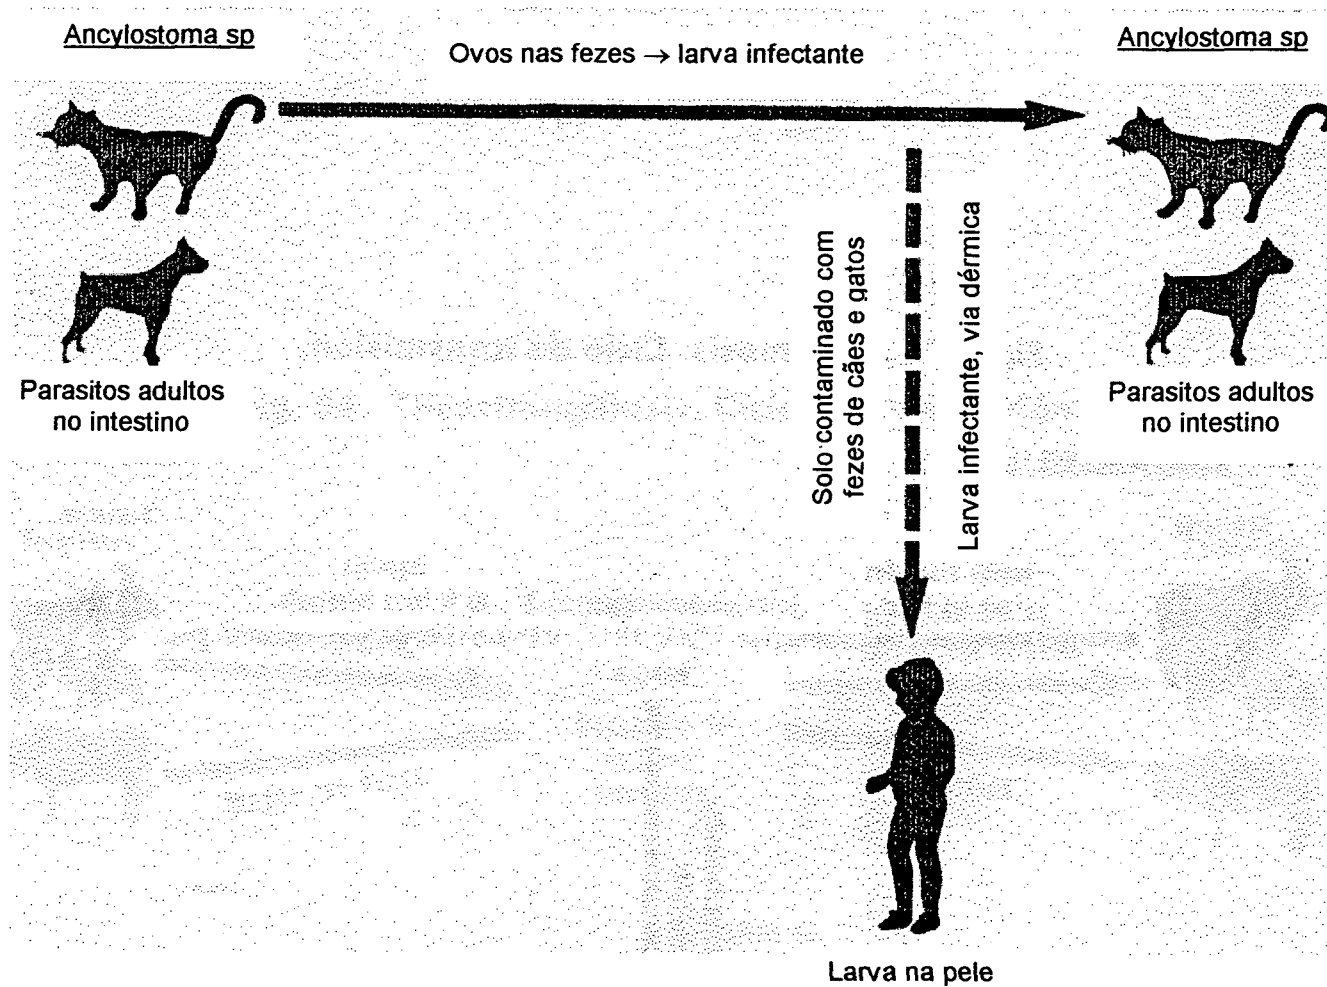 Ancylostoma sp
Ovos nas fezes → larva infectante
Ancylostoma sp
Parasitos adultos
no intestino
Solo contaminado com
fezes de cães e gatos
Larva infectante, via dérmica
Parasitos adultos
no intestino
Larva na pele